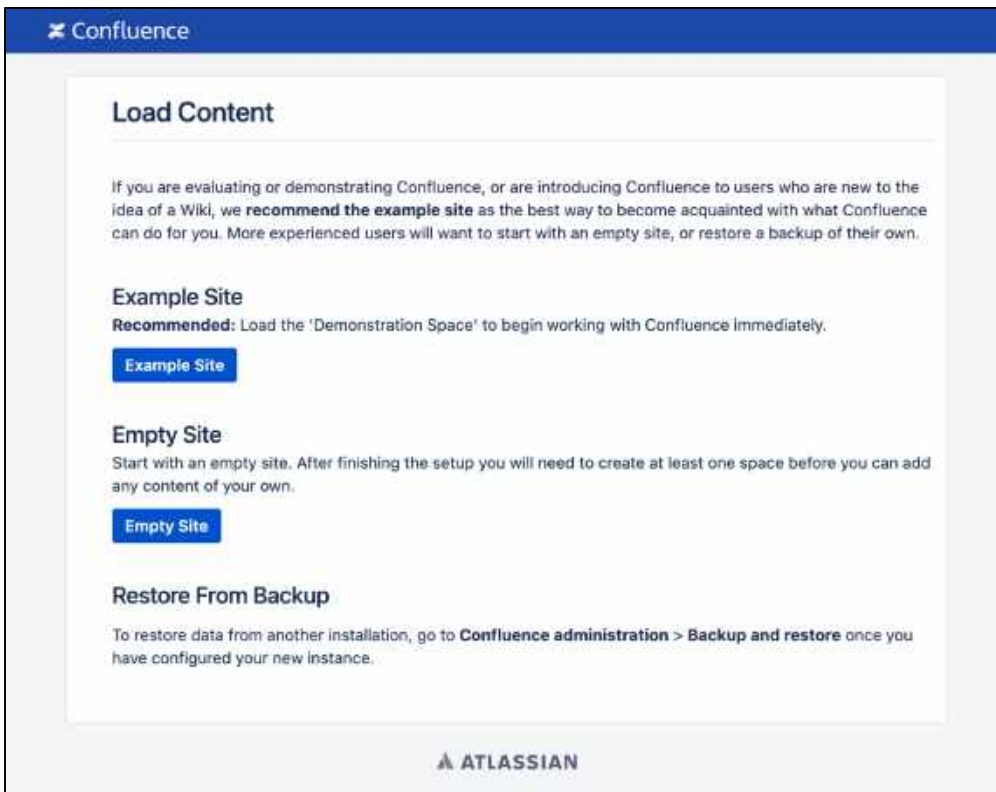 Confluence
Load Content
If you are evaluating or demonstrating Confluence, or are introducing Confluence to users who are new to the
idea of a Wiki, we recommend the example site as the best way to become acquainted with what Confluence
can do for you. More experienced users will want to start with an empty site, or restore a backup of their own.
Example Site
Recommended: Load the 'Demonstration Space' to begin working with Confluence immediately.
Example Site
Empty Site
Start with an empty site. After finishing the setup you will need to create at least one space before you can add
any content of your own.
Empty Site
Restore From Backup
To restore data from another installation, go to Confluence administration > Backup and restore once you
have configured your new instance.
ATLASSIAN